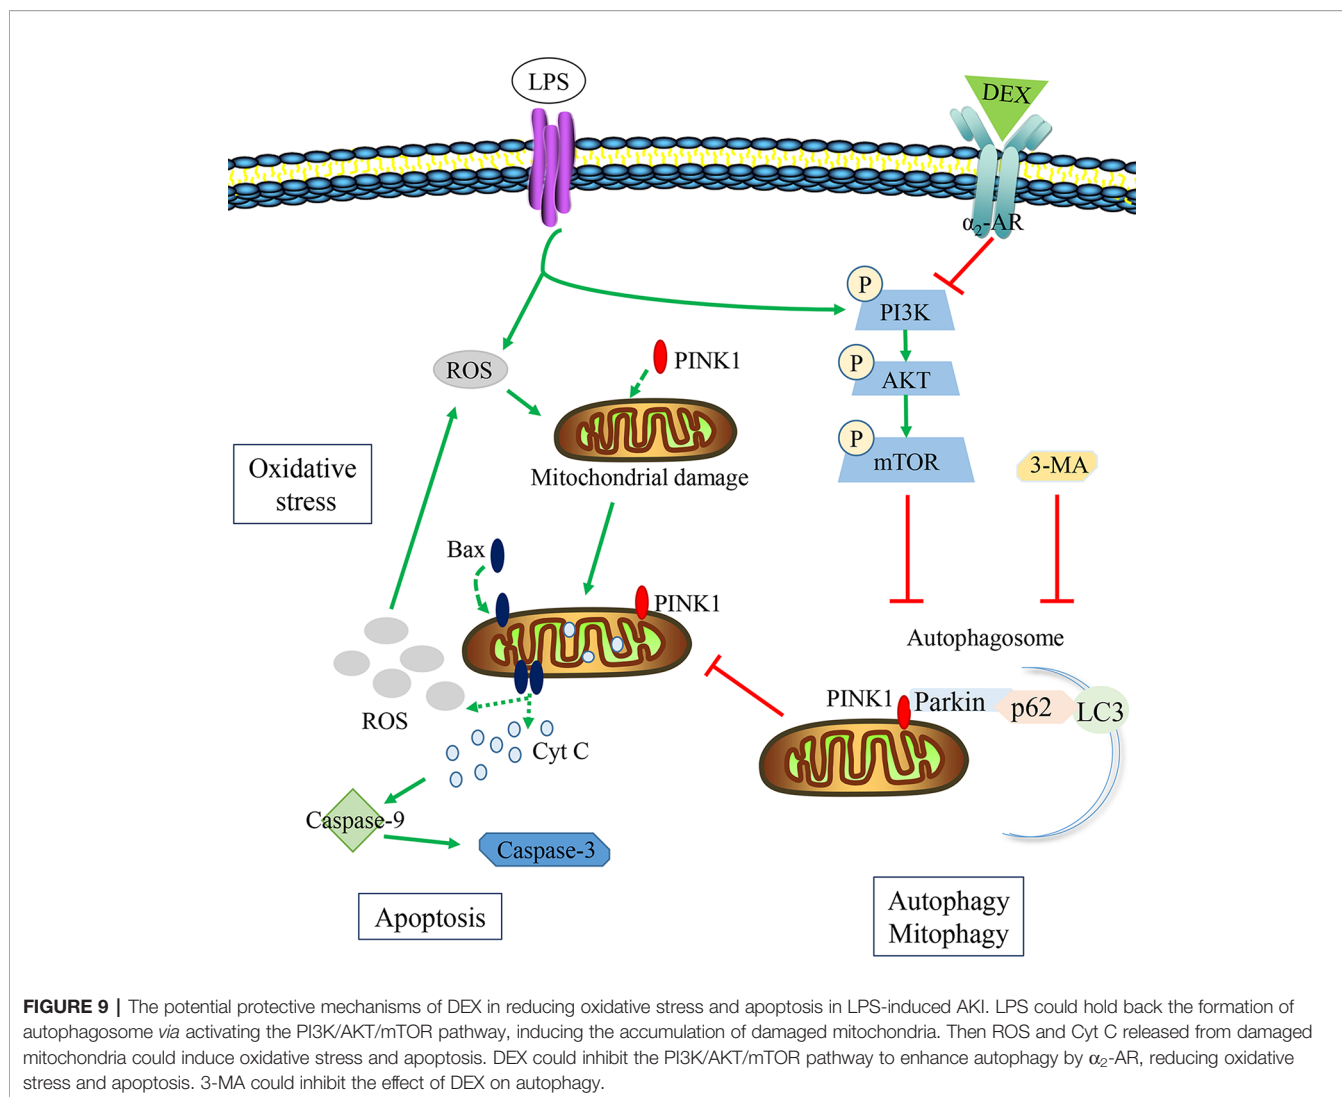 LPS
DEX
α₂-AR
P
PI3K
P
AKT
P
mTOR
3-MA
ROS
PINK1
Mitochondrial damage
Oxidative
stress
Bax
PINK1
ROS
Cyt C
Caspase-9
Caspase-3
Apoptosis
Autophagosome
PINK1
Parkin
p62
LC3
Autophagy
Mitophagy
FIGURE 9 | The potential protective mechanisms of DEX in reducing oxidative stress and apoptosis in LPS-induced AKI. LPS could hold back the formation of
autophagosome via activating the PI3K/AKT/mTOR pathway, inducing the accumulation of damaged mitochondria. Then ROS and Cyt C released from damaged
mitochondria could induce oxidative stress and apoptosis. DEX could inhibit the PI3K/AKT/mTOR pathway to enhance autophagy by α₂-AR, reducing oxidative
stress and apoptosis. 3-MA could inhibit the effect of DEX on autophagy.